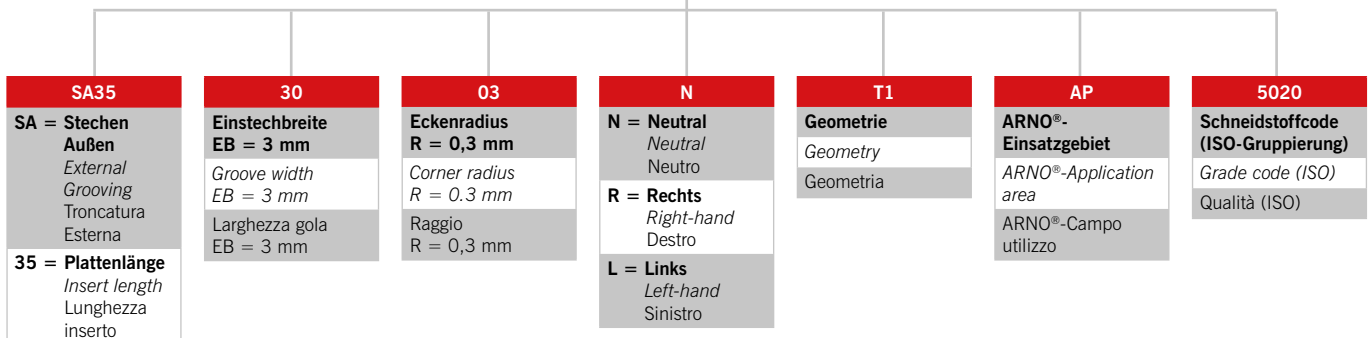 SA35
SA = Stechen
Außen
External
Grooving
Troncatura
Esterna
35 = Plattenlänge
Insert length
Lunghezza
inserto
30
Einstechbreite
EB = 3 mm
Groove width
EB = 3 mm
Larghezza gola
EB = 3 mm
03
Eckenradius
R = 0,3 mm
Corner radius
R = 0.3 mm
Raggio
R = 0,3 mm
N
N = Neutral
Neutral
Neutro
R = Rechts
Right-hand
Destro
L = Links
Left-hand
Sinistro
T1
Geometrie
Geometry
Geometria
AP
ARNO®-
Einsatzgebiet
ARNO®-Application
area
ARNO®-Campo
utilizzo
5020
Schneidstoffcode
(ISO-Gruppierung)
Grade code (ISO)
Qualità (ISO)